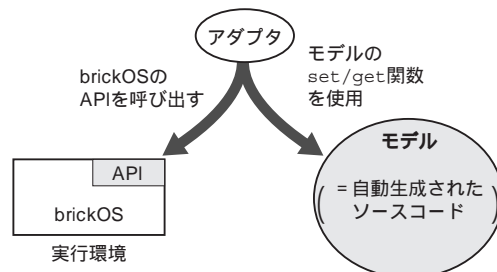 アダプタ
brickOSの
APIを呼び出す
モデルの
set/get関数
を使用
API
brickOS
実行環境
モデル
(= 自動生成された
ソースコード)